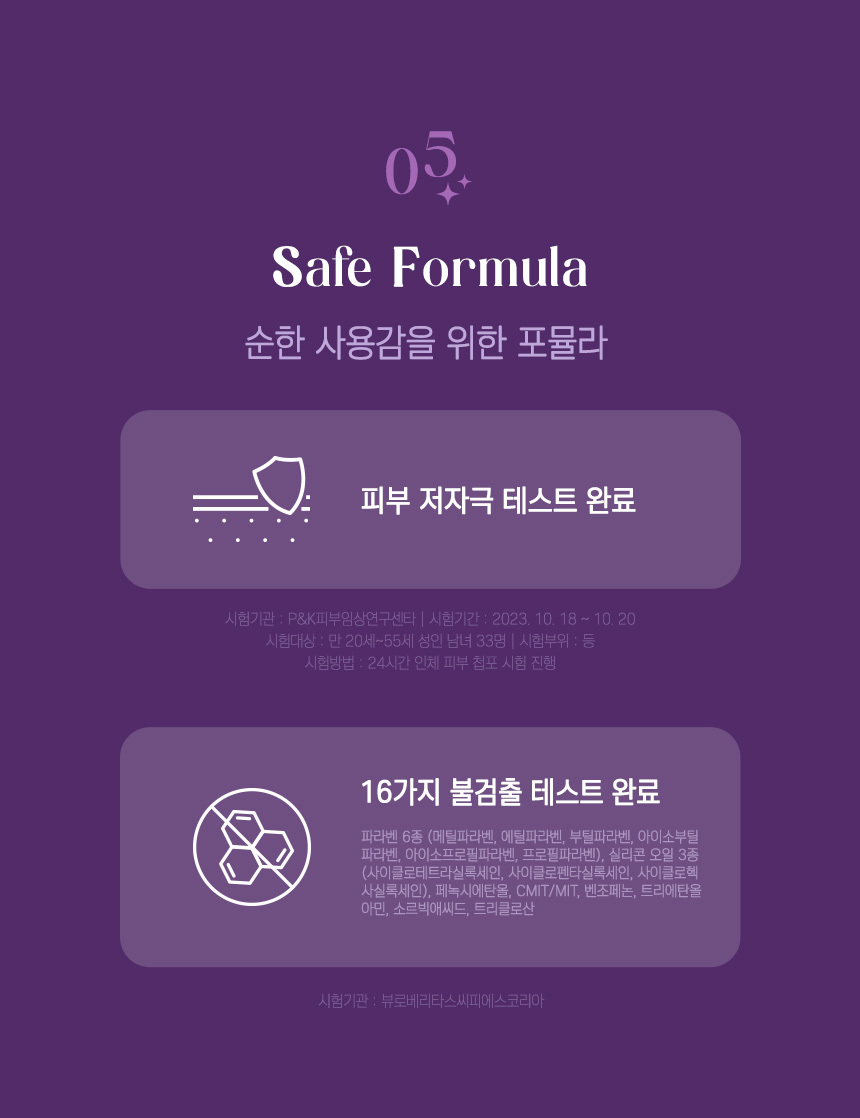 05
Safe Formula
순한 사용감을 위한 포뮬라
피부 저자극 테스트 완료
시험기관 : P&K피부임상연구센타 | 시험기간 : 2023. 10. 18 ~ 10. 20
시험대상 : 만 20세~55세 성인 남녀 33명 | 시험부위 : 등
시험방법 : 24시간 인체 피부 첩포 시험 진행
16가지 불검출 테스트 완료
파라벤 6종 (메틸파라벤, 에틸파라벤, 부틸파라벤, 아이소부틸
파라벤, 아이소프로필파라벤, 프로필파라벤), 실리콘 오일 3종
(사이클로테트라실록세인, 사이클로펜타실록세인, 사이클로헥
사실록세인), 페녹시에탄올, CMIT/MIT, 벤조페논, 트리에탄올
아민, 소르빅애씨드, 트리클로산
시험기관 : 뷰로베리타스씨피에스코리아